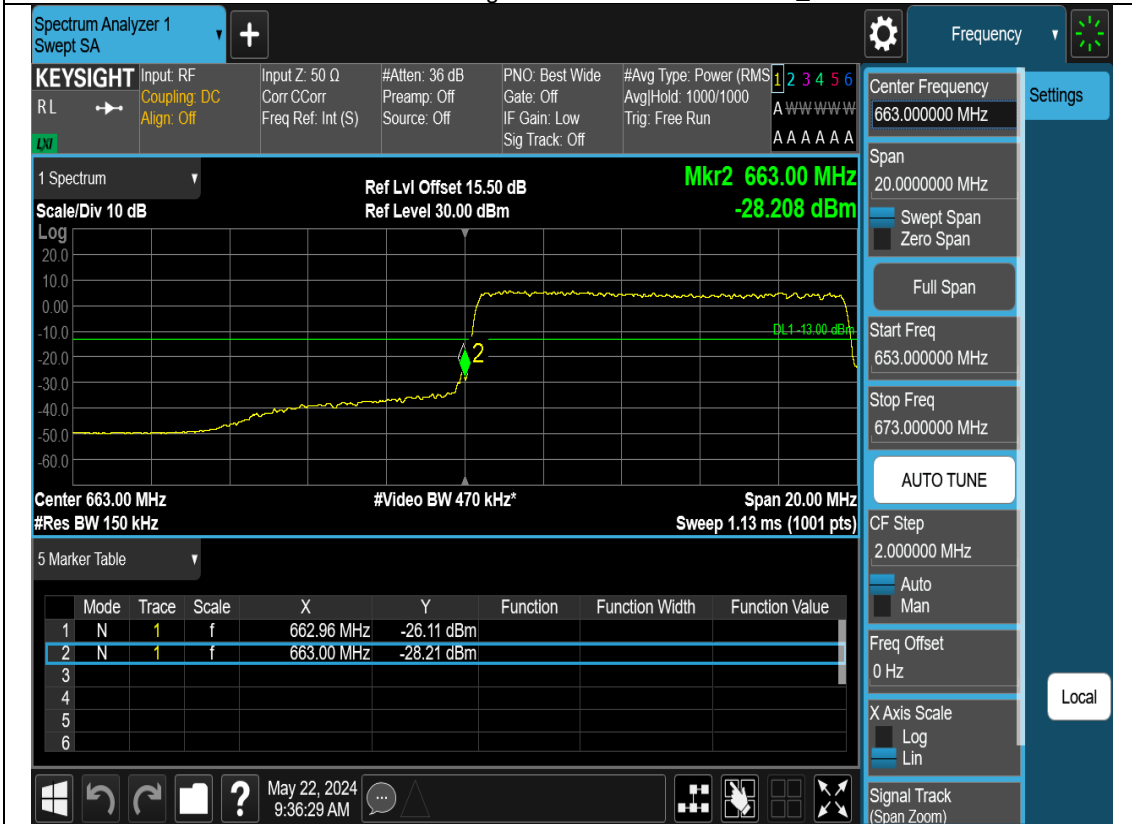 Spectrum Analyzer 1
Swept SA
Frequency
KEYSIGHT
RL
LXI
Input: RF
Coupling: DC
Align: Off
Input Z: 50 Ω
Corr CCorr
Freq Ref: Int (S)
#Atten: 36 dB
Preamp: Off
Source: Off
PNO: Best Wide
Gate: Off
IF Gain: Low
Sig Track: Off
#Avg Type: Power (RMS
Avg|Hold: 1000/1000
Trig: Free Run
1 2 3 4 5 6
A W W W W W
A A A A A A
1 Spectrum
Ref Lvl Offset 15.50 dB
Mkr2 663.00 MHz
Scale/Div 10 dB
Ref Level 30.00 dBm
-28.208 dBm
Log
20.0
10.0
0.00
-10.0
-20.0
-30.0
-40.0
-50.0
-60.0
DL1 -13.00 dBm
2
Center 663.00 MHz
#Video BW 470 kHz*
Span 20.00 MHz
#Res BW 150 kHz
Sweep 1.13 ms (1001 pts)
5 Marker Table
Mode Trace Scale X Y Function Function Width Function Value
1 N 1 f 662.96 MHz -26.11 dBm
2 N 1 f 663.00 MHz -28.21 dBm
3
4
5
6
?
May 22, 2024
9:36:29 AM
Center Frequency
663.000000 MHz
Settings
Span
20.0000000 MHz
Swept Span
Zero Span
Full Span
Start Freq
653.000000 MHz
Stop Freq
673.000000 MHz
AUTO TUNE
CF Step
2.000000 MHz
Auto
Man
Freq Offset
0 Hz
Local
X Axis Scale
Log
Lin
Signal Track
(Span Zoom)